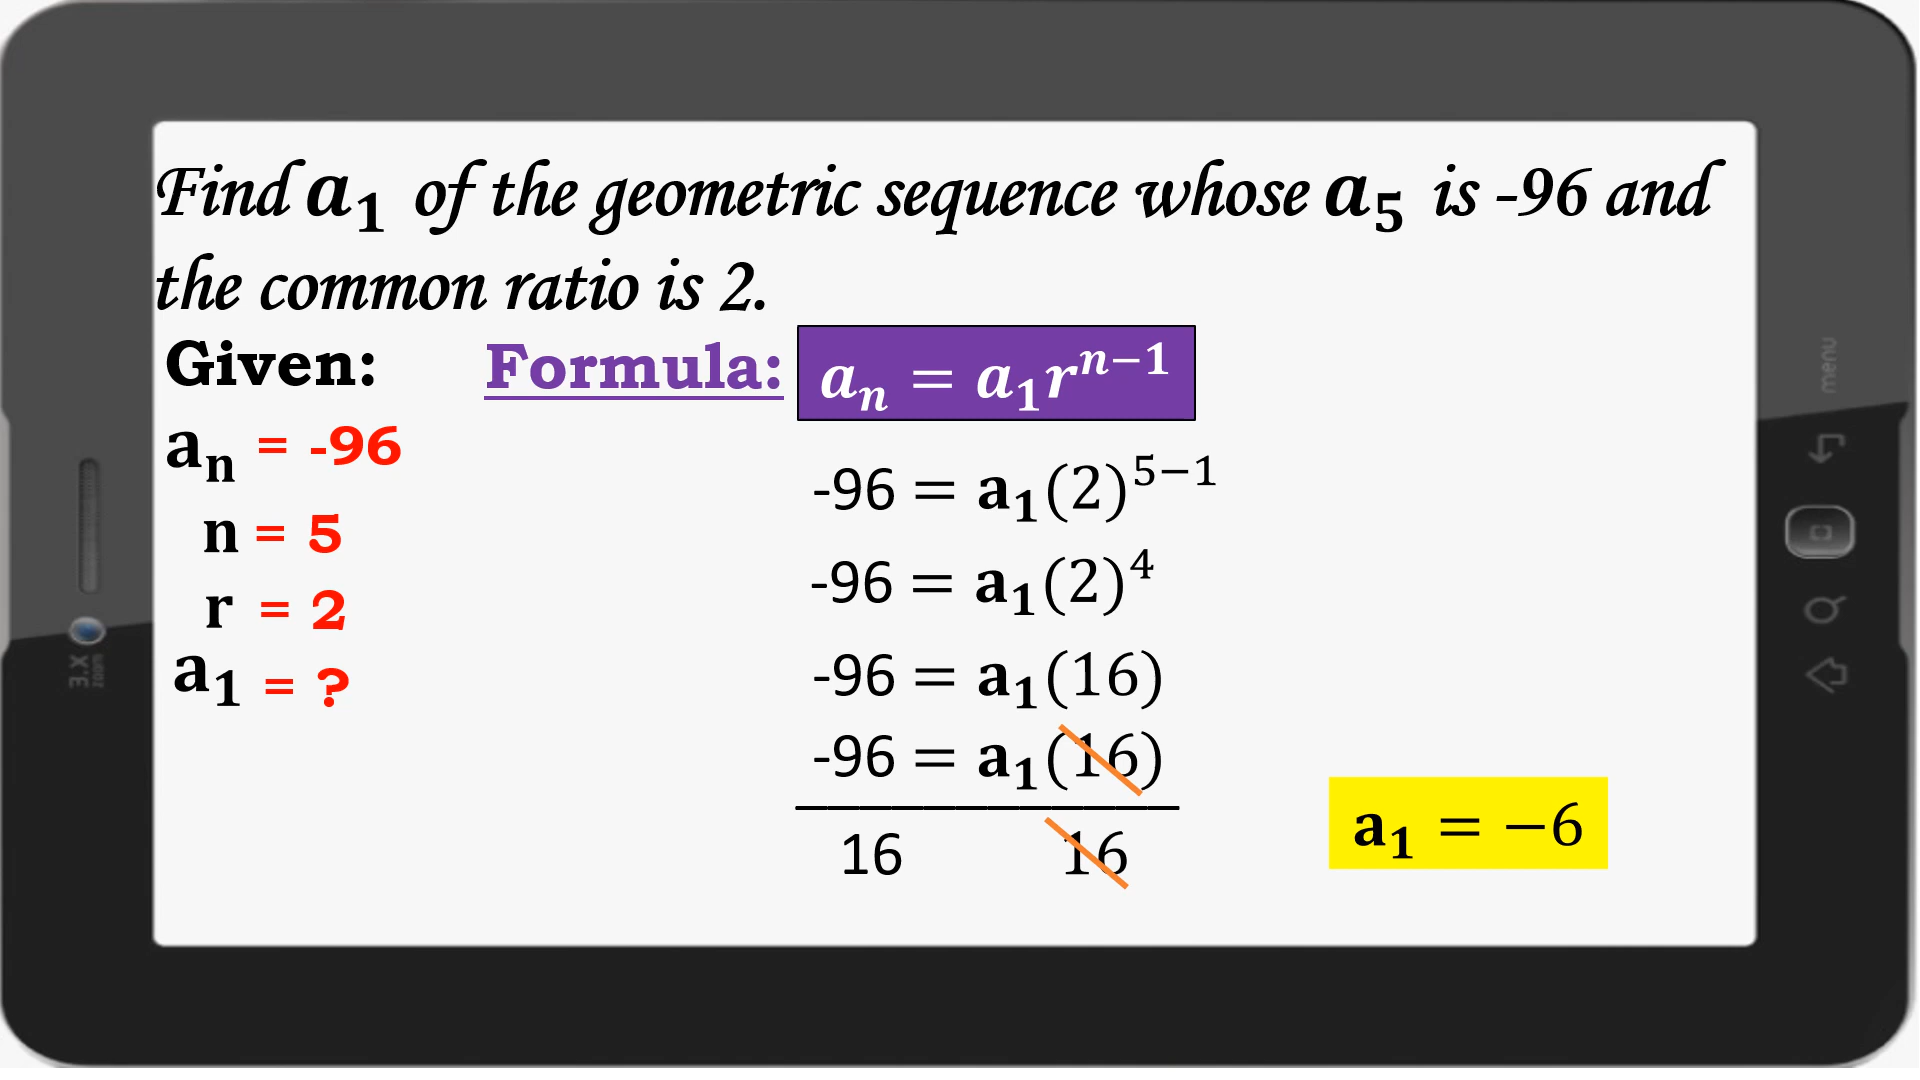 Find a₁ of the geometric sequence whose a₅ is -96 and
the common ratio is 2.
Given:
aₙ = -96
n = 5
r = 2
a₁ = ?
Formula: aₙ = a₁rⁿ⁻¹
-96 = a₁(2)⁵⁻¹
-96 = a₁(2)⁴
-96 = a₁(16)
-96 = a₁(16)
16 16
a₁ = −6
menu
3.X
zoom